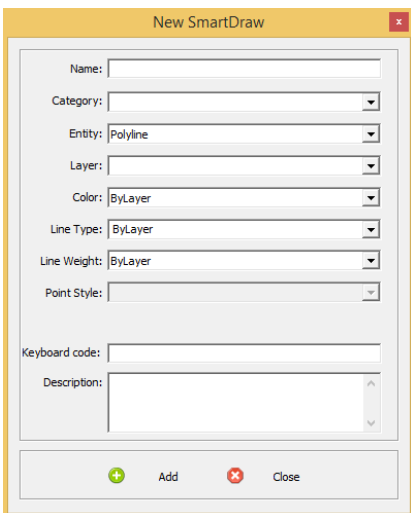 New SmartDraw
x
Name:
Category:
Entity: Polyline
Layer:
Color: ByLayer
Line Type: ByLayer
Line Weight: ByLayer
Point Style:
Keyboard code:
Description:
Add Close